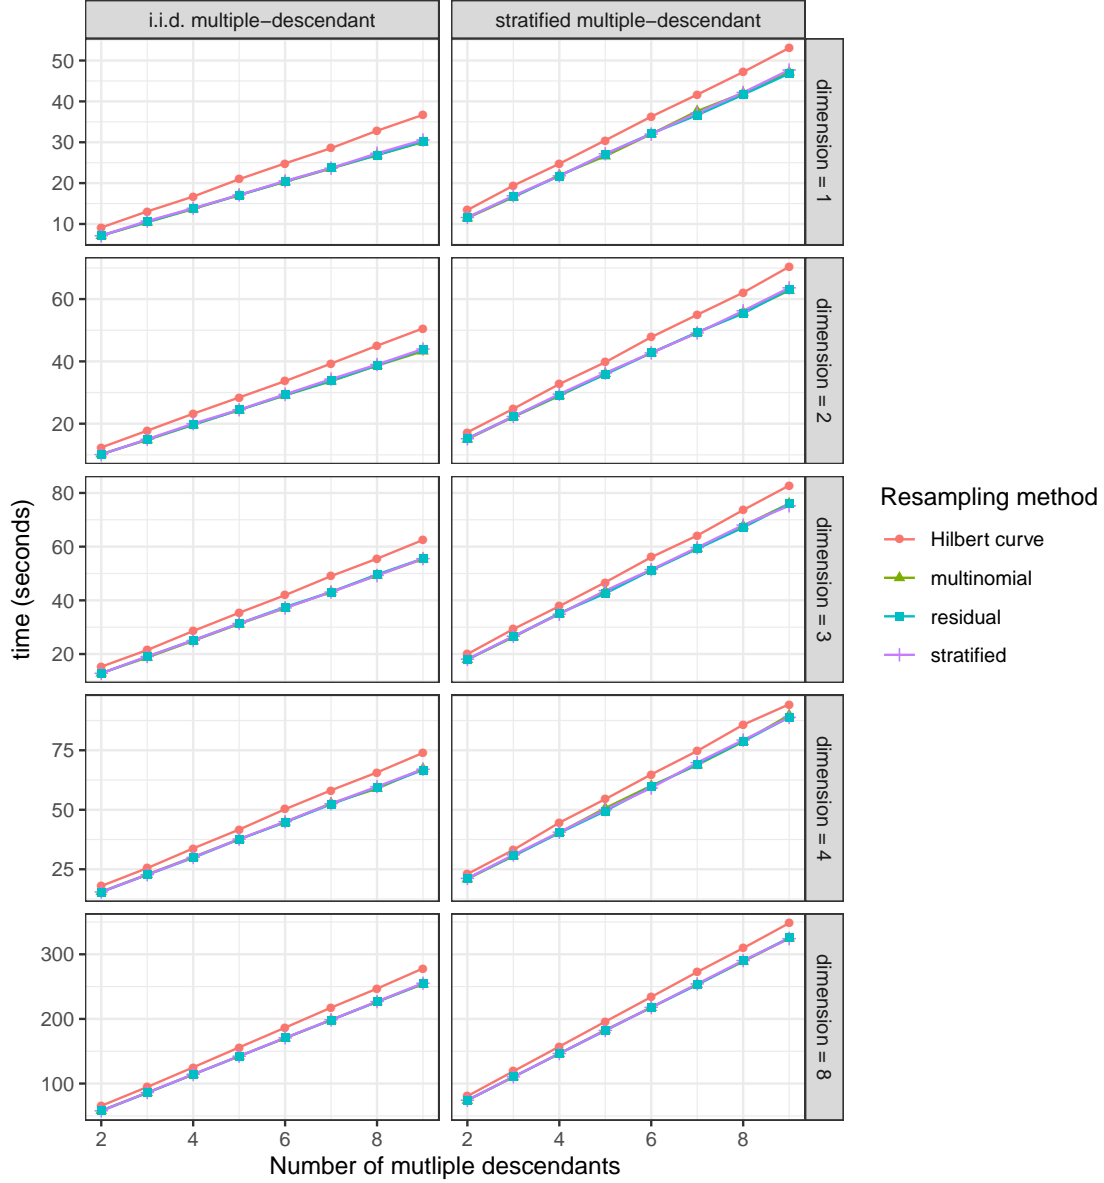 i.i.d. multiple−descendant
stratified multiple−descendant
50
40
30
20
10
dimension = 1
60
40
20
dimension = 2
80
60
40
20
dimension = 3
75
50
25
dimension = 4
300
200
100
dimension = 8
2 4 6 8
2 4 6 8
Number of mutliple descendants
time (seconds)
Resampling method
Hilbert curve
multinomial
residual
stratified